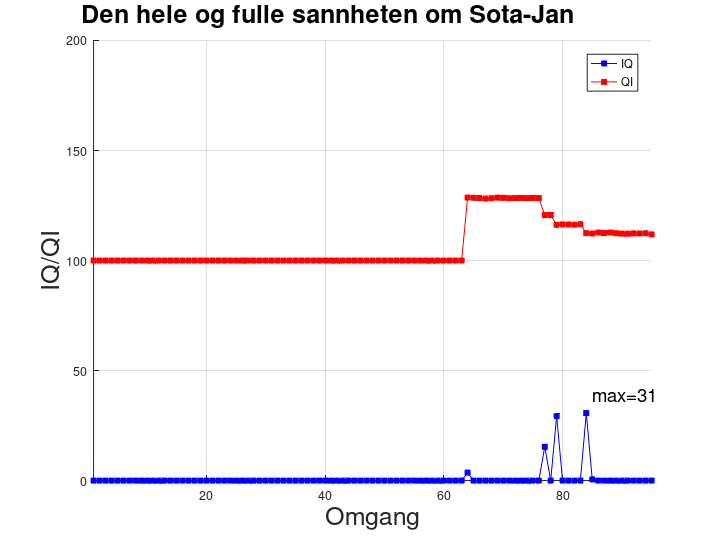 Den hele og fulle sannheten om Sota-Jan
200
IQ
QI
150
100
IQ/QI
50
max=31
0
20 40 60 80
Omgang